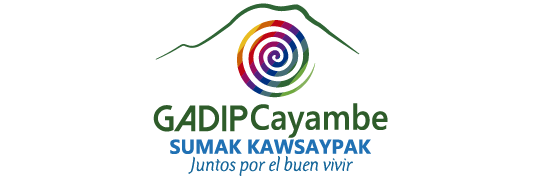 GADIPCayambe
SUMAK KAWSAYPAK
Juntos por el buen vivir